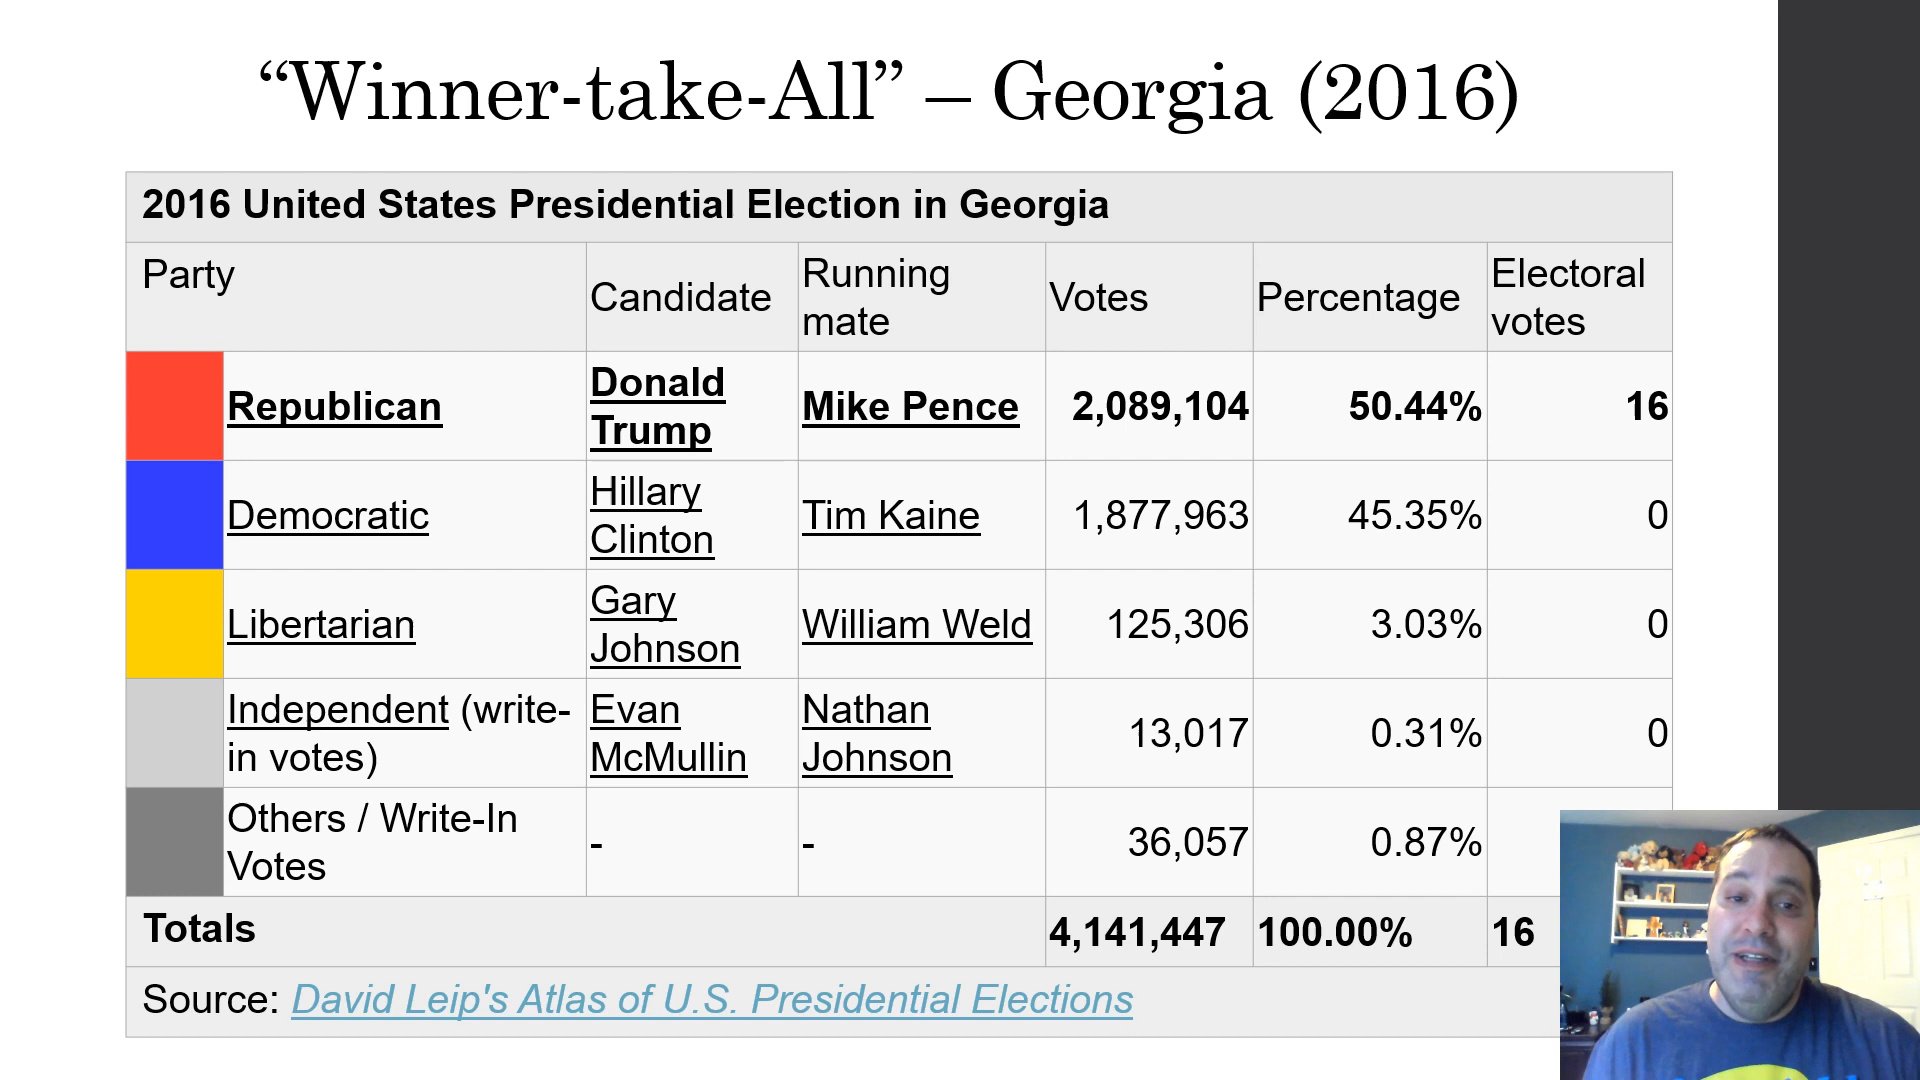 “Winner-take-All” – Georgia (2016)
2016 United States Presidential Election in Georgia
Party Candidate Running mate Votes Percentage Electoral votes
Republican Donald Trump Mike Pence 2,089,104 50.44% 16
Democratic Hillary Clinton Tim Kaine 1,877,963 45.35% 0
Libertarian Gary Johnson William Weld 125,306 3.03% 0
Independent (write-in votes) Evan McMullin Nathan Johnson 13,017 0.31% 0
Others / Write-In Votes - - 36,057 0.87%
Totals 4,141,447 100.00% 16
Source: David Leip's Atlas of U.S. Presidential Elections